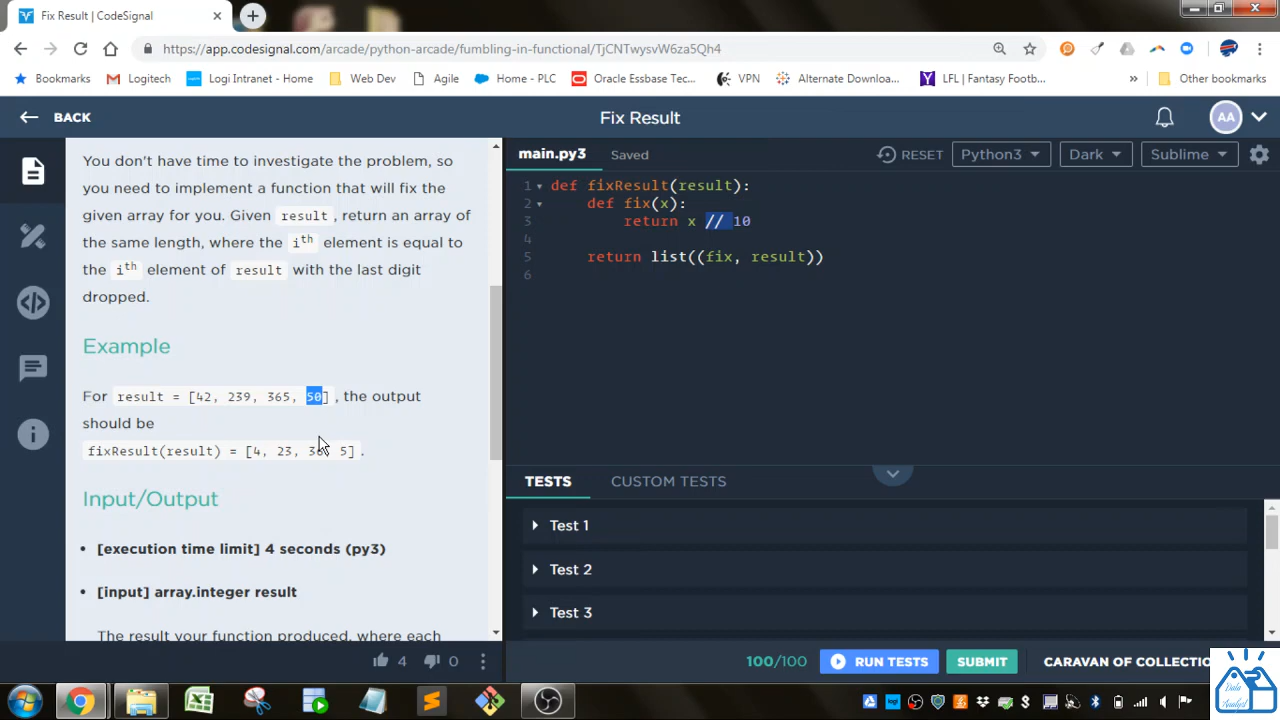 Fix Result | CodeSignal
https://app.codesignal.com/arcade/python-arcade/fumbling-in-functional/TjCNTwysvW6za5Qh4
Bookmarks
Logitech
Logi Intranet - Home
Web Dev
Agile
Home - PLC
Oracle Essbase Tec...
VPN
Alternate Downloa...
LFL | Fantasy Footb...
»
Other bookmarks
BACK
Fix Result
AA
You don't have time to investigate the problem, so
you need to implement a function that will fix the
given array for you. Given result, return an array of
the same length, where the ith element is equal to
the ith element of result with the last digit
dropped.
Example
For result = [42, 239, 365, 50], the output
should be
fixResult(result) = [4, 23, 36, 5].
Input/Output
• [execution time limit] 4 seconds (py3)
• [input] array.integer result
The result your function produced, where each
4
0
main.py3
Saved
RESET
Python3
Dark
Sublime
1 def fixResult(result):
2 def fix(x):
3 return x // 10
4
5 return list((fix, result))
6
TESTS
CUSTOM TESTS
Test 1
Test 2
Test 3
100/100
RUN TESTS
SUBMIT
CARAVAN OF COLLECTIO
Data
Analyst